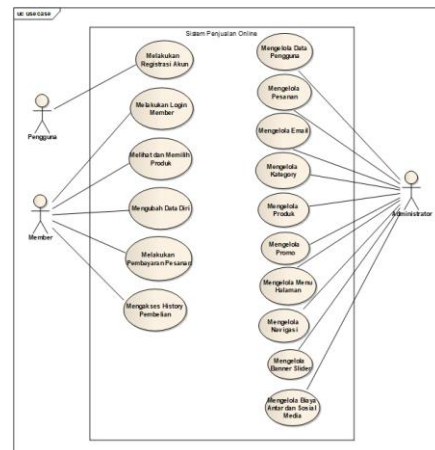 uc use case
Sistem Penjualan Online
Melakukan
Registrasi Akun
Melakukan Login
Member
Melihat dan Memilih
Produk
Mengubah Data Diri
Melakukan
Pembayaran Pesanan
Mengakses History
Pembelian
Pengguna
Member
Mengelola Data
Pengguna
Mengelola
Pesanan
Mengelola Email
Mengelola
Kategory
Mengelola
Produk
Mengelola
Promo
Mengelola Menu
Halaman
Mengelola
Navigasi
Mengelola
Banner Slider
Mengelola Biaya
Antar dan Sosial
Media
Administrator